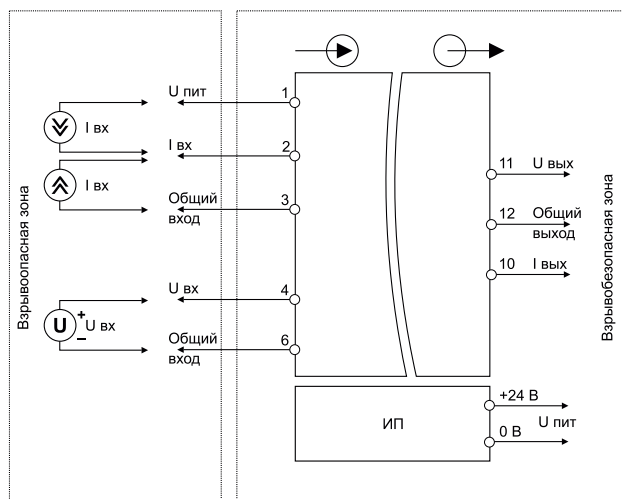 U пит
1
I вх
I вх
2
I вх
Общий
вход
3
U вх
4
U
+
–
U вх
Общий
вход
6
11
U вых
12
Общий
выход
10
I вых
ИП
+24 В
U пит
0 В
Взрывоопасная зона
Взрывобезопасная зона